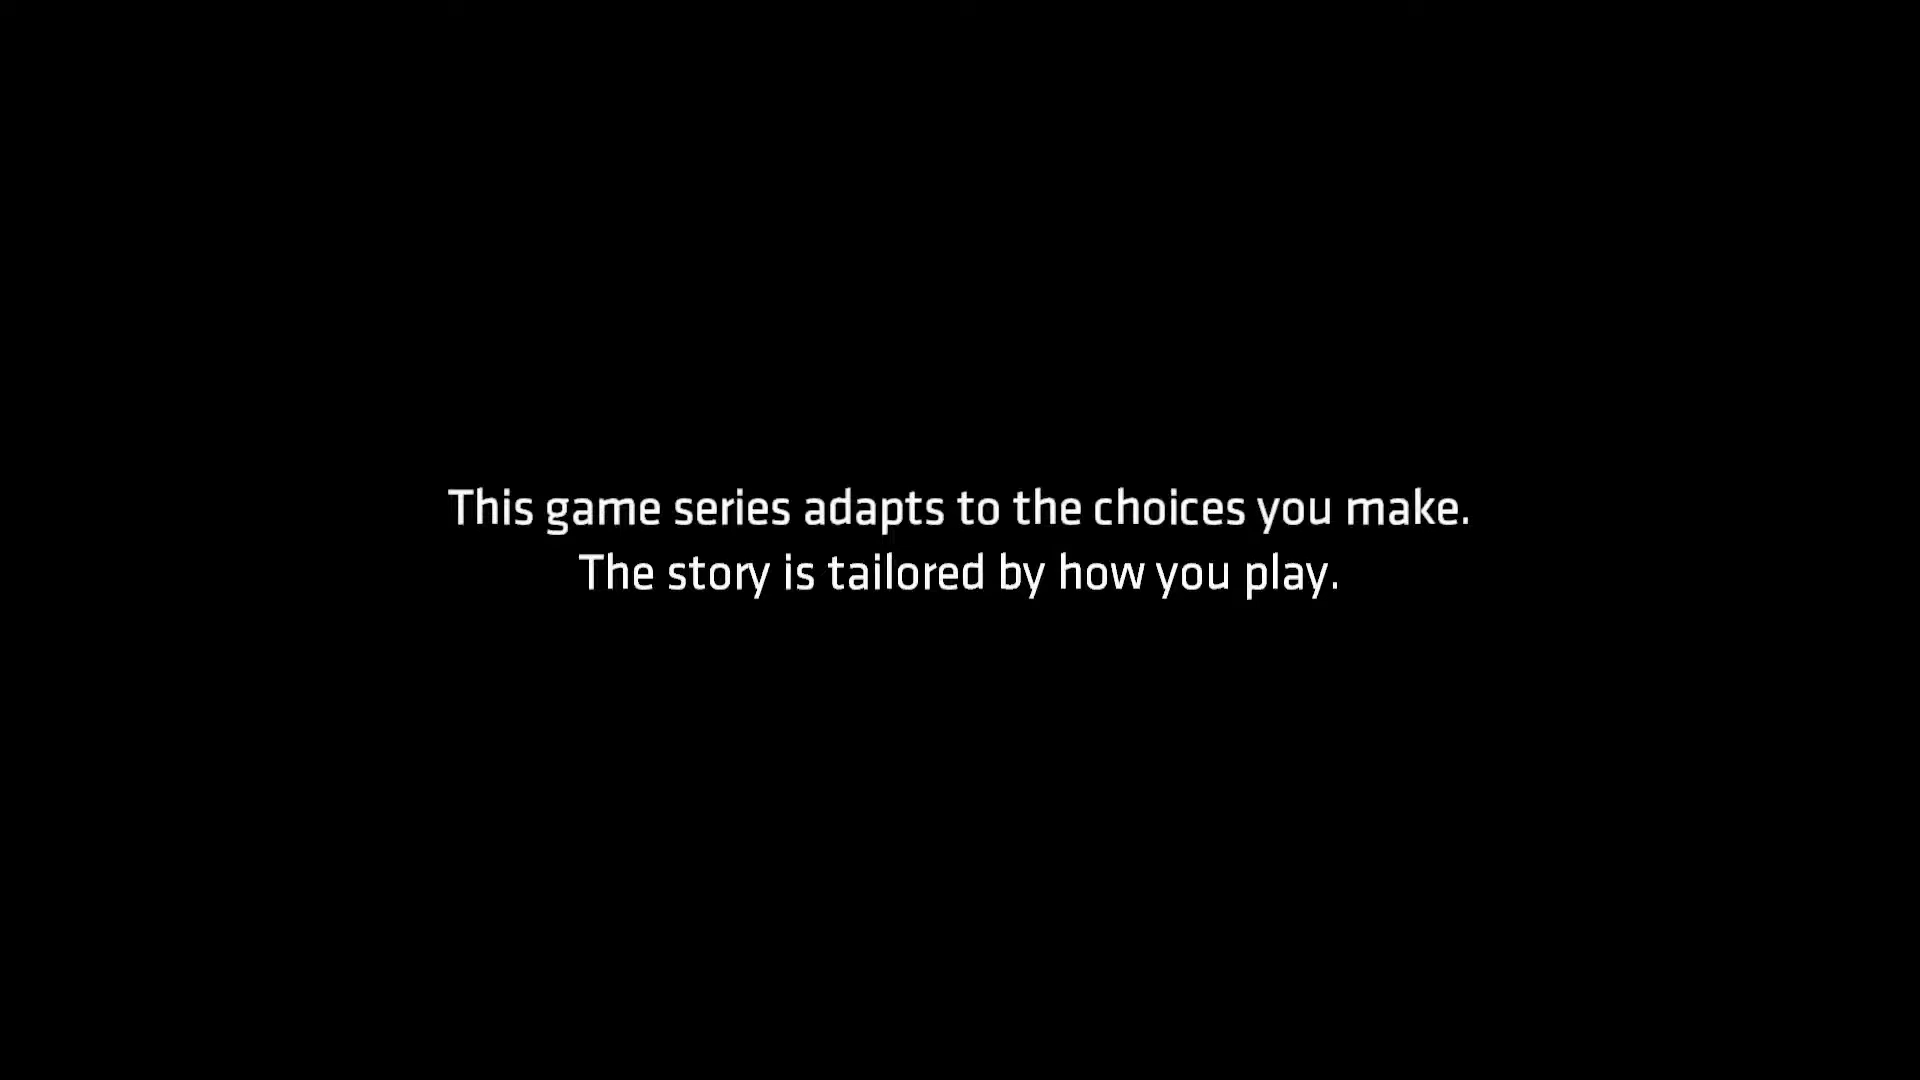 This game series adapts to the choices you make.
The story is tailored by how you play.